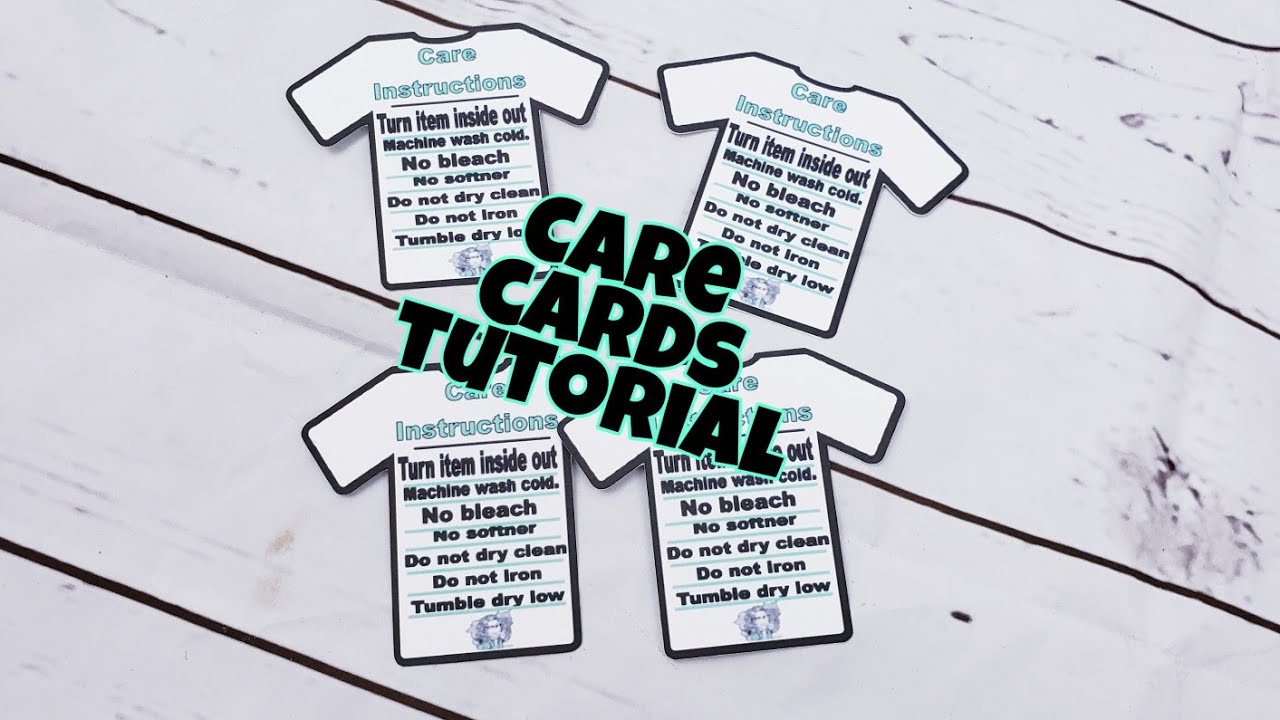 Care
Instructions
Turn item inside out
Machine wash cold.
No bleach
No softner
Do not dry clean
Do not Iron
Tumble dry lo
Care
Instructions
Turn item inside out
Machine wash cold.
No bleach
No softner
Do not dry clean
Do not Iron
dry low
CARe
CARDS
TUTORIAL
Care
Instructions
Turn item inside out
Machine wash cold.
No bleach
No softner
Do not dry clean
Do not Iron
Tumble dry low
Turn out
Machine wash cold.
No bleach
No softner
Do not dry clean
Do not Iron
Tumble dry low